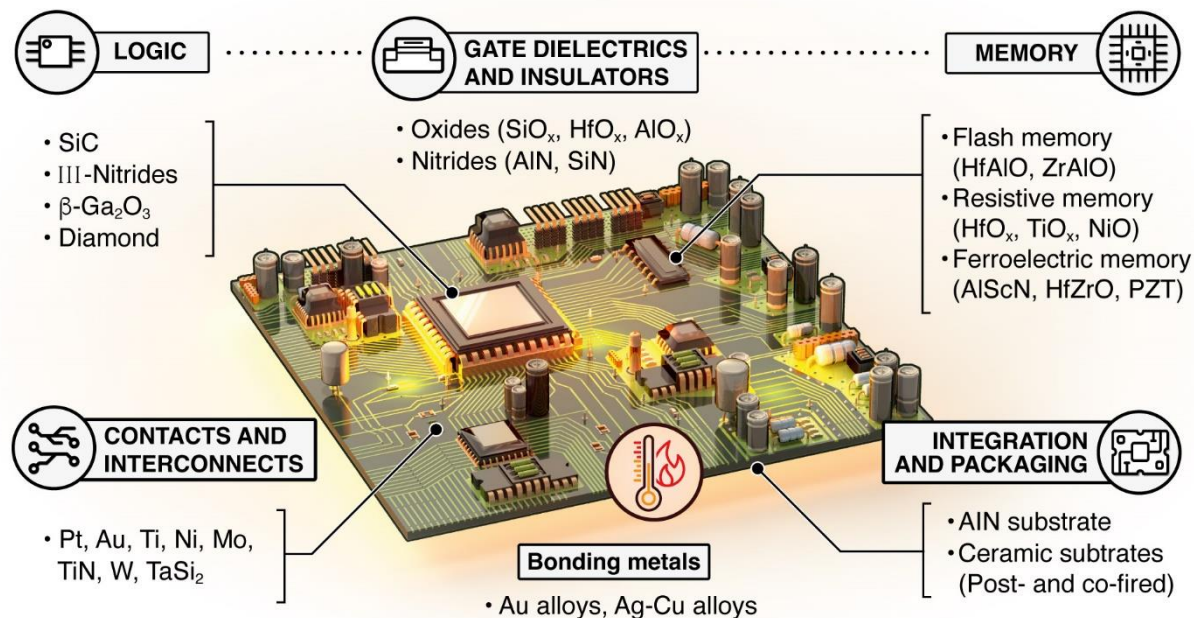 LOGIC
GATE DIELECTRICS
AND INSULATORS
MEMORY
• SiC
• III-Nitrides
• β-Ga₂O₃
• Diamond
• Oxides (SiOₓ, HfOₓ, AlOₓ)
• Nitrides (AlN, SiN)
• Flash memory
(HfAlO, ZrAlO)
• Resistive memory
(HfOₓ, TiOₓ, NiO)
• Ferroelectric memory
(AlScN, HfZrO, PZT)
CONTACTS AND
INTERCONNECTS
• Pt, Au, Ti, Ni, Mo,
TiN, W, TaSi₂
Bonding metals
• Au alloys, Ag-Cu alloys
INTEGRATION
AND PACKAGING
• AlN substrate
• Ceramic subtrates
(Post- and co-fired)